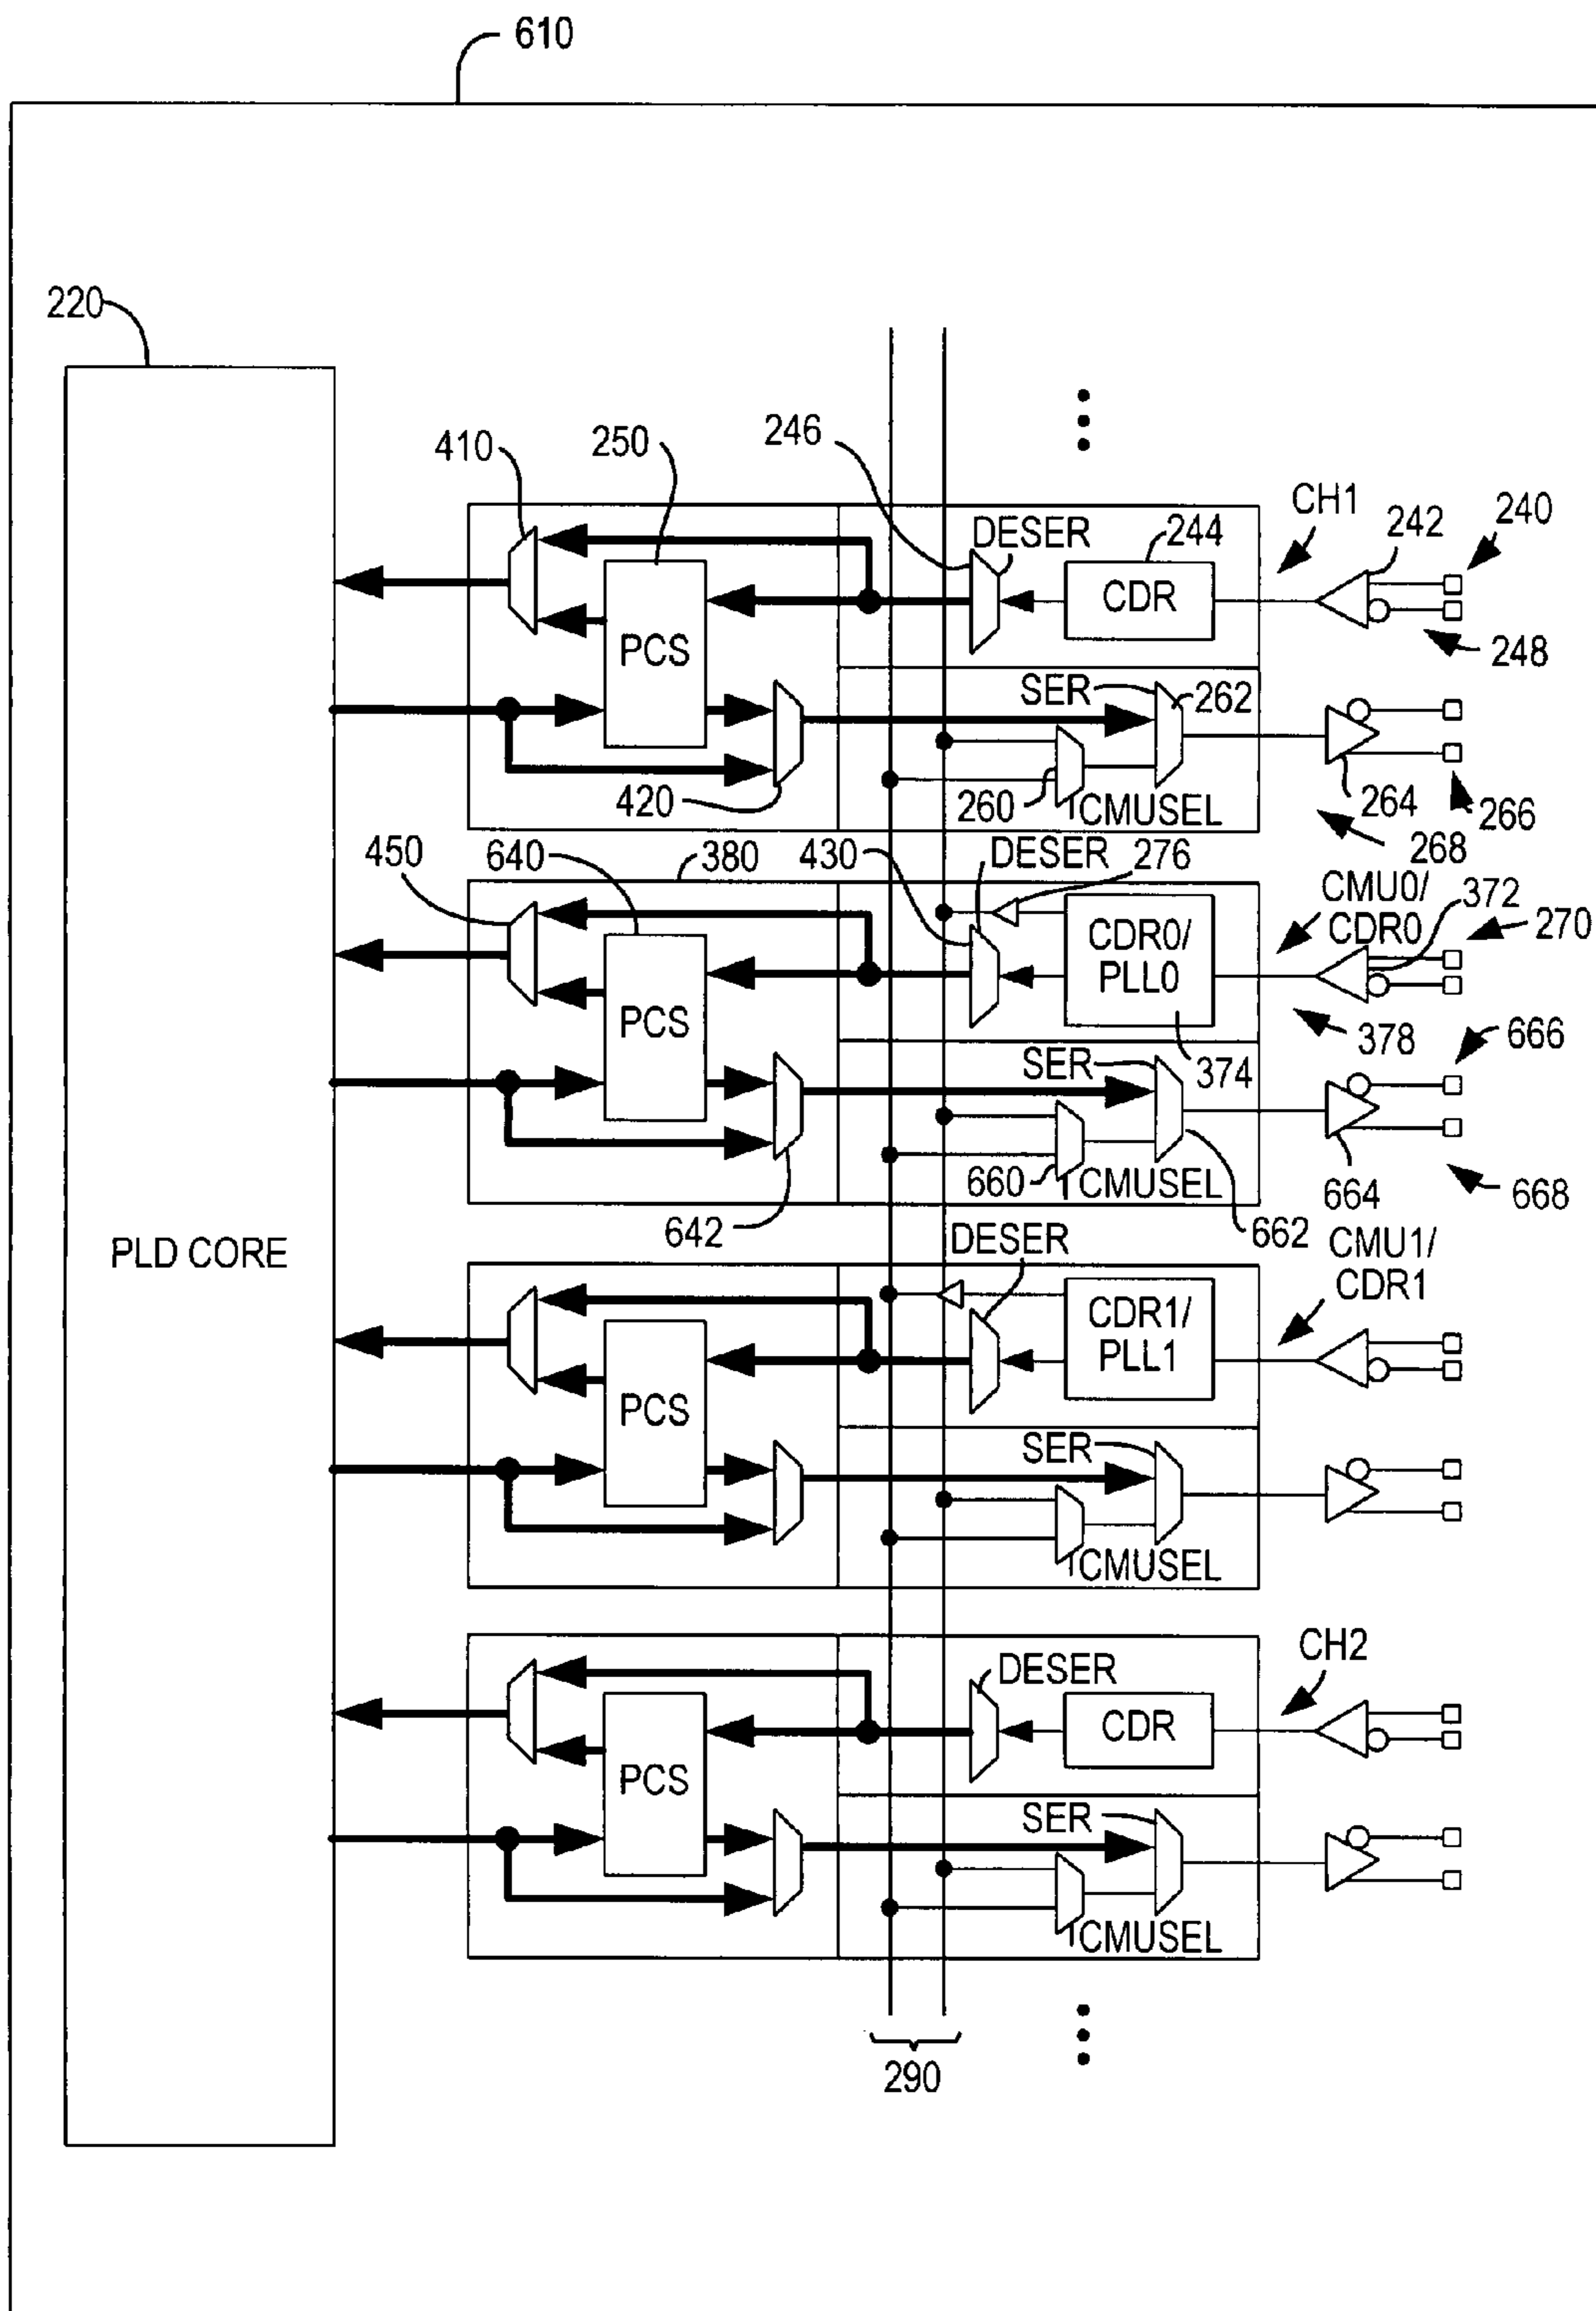 610
220
410
250
246
DESER
244
CH1
242
240
CDR
248
PCS
SER
262
420
260
CMUSEL
264
266
268
450
640
380
430
DESER
276
CMU0/
CDR0
372
270
CDR0/
PLL0
PCS
378
666
SER
374
660
CMUSEL
664
668
642
662
PLD CORE
DESER
CMU1/
CDR1
CDR1/
PLL1
PCS
SER
CMUSEL
CH2
DESER
CDR
PCS
SER
CMUSEL
290